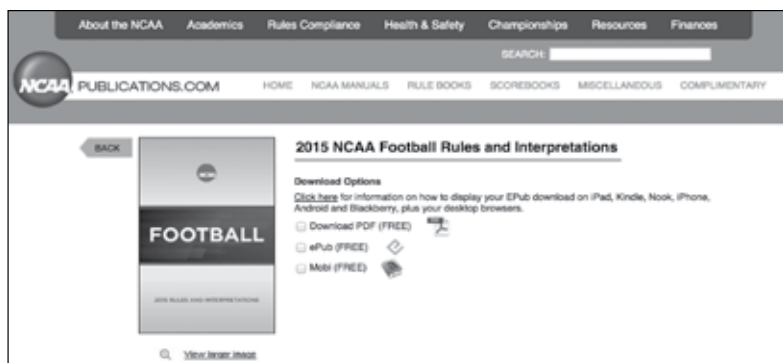 About the NCAA Academics Rules Compliance Health & Safety Championships Resources Finances
SEARCH:
NCAA PUBLICATIONS.COM HOME NCAA MANUALS RULE BOOKS SCOREBOOKS MISCELLANEOUS COMPLIMENTARY
BACK
2015 NCAA Football Rules and Interpretations
Download Options
Click here for information on how to display your EPub download on iPad, Kindle, Nook, iPhone,
Android and Blackberry, plus your desktop browsers.
Download PDF (FREE)
ePub (FREE)
Mobi (FREE)
FOOTBALL
2015 RULES AND INTERPRETATIONS
View larger image